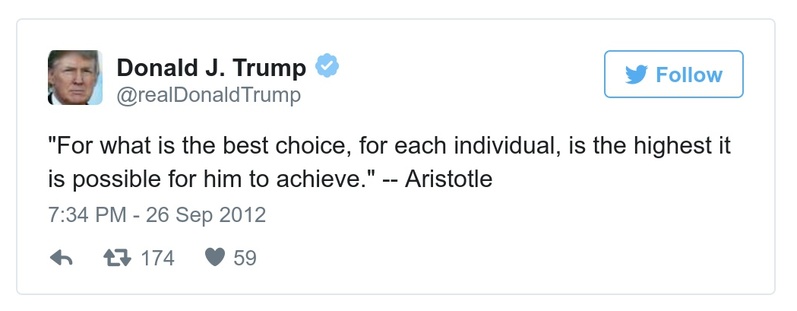 Donald J. Trump
@realDonaldTrump
Follow
"For what is the best choice, for each individual, is the highest it
is possible for him to achieve." -- Aristotle
7:34 PM - 26 Sep 2012
174 59